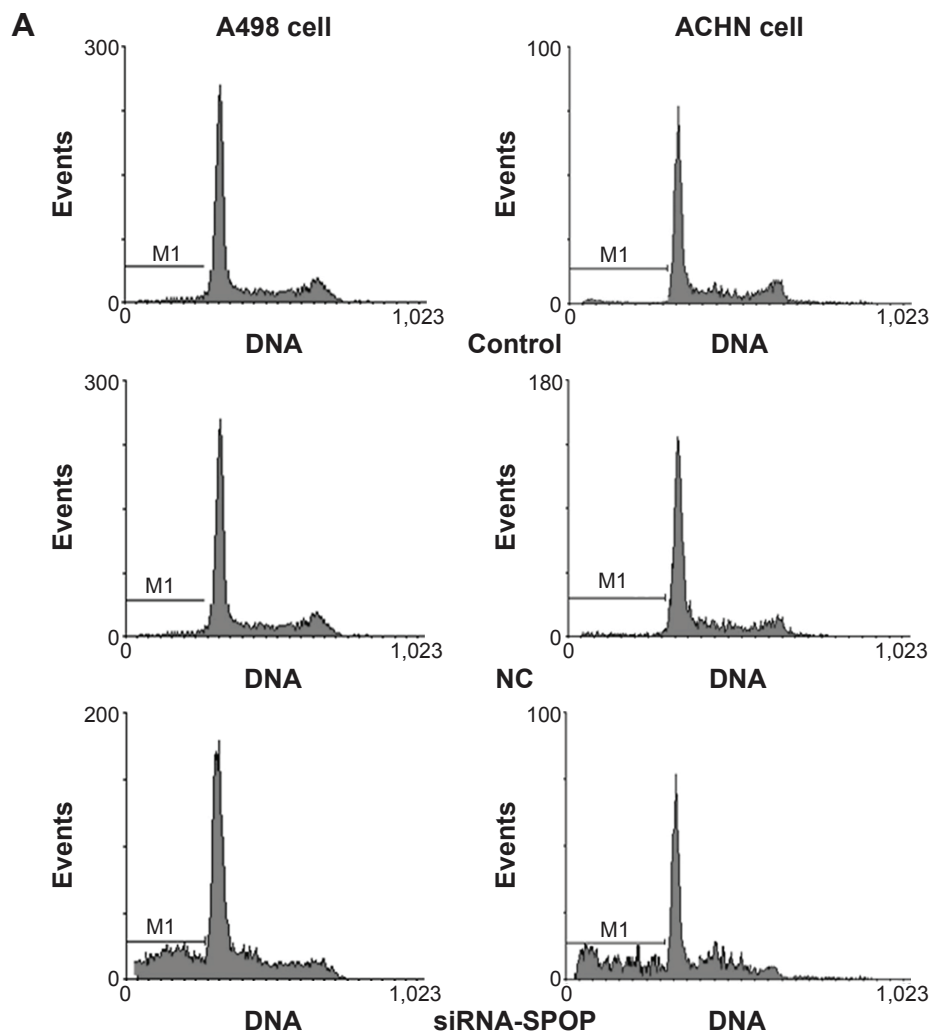 A
A498 cell
ACHN cell
300
Events
M1
0
0
1,023
DNA
100
Events
M1
0
0
1,023
DNA
Control
300
Events
M1
0
0
1,023
DNA
180
Events
M1
0
0
1,023
DNA
NC
200
Events
M1
0
0
1,023
DNA
100
Events
M1
0
0
1,023
DNA
siRNA-SPOP